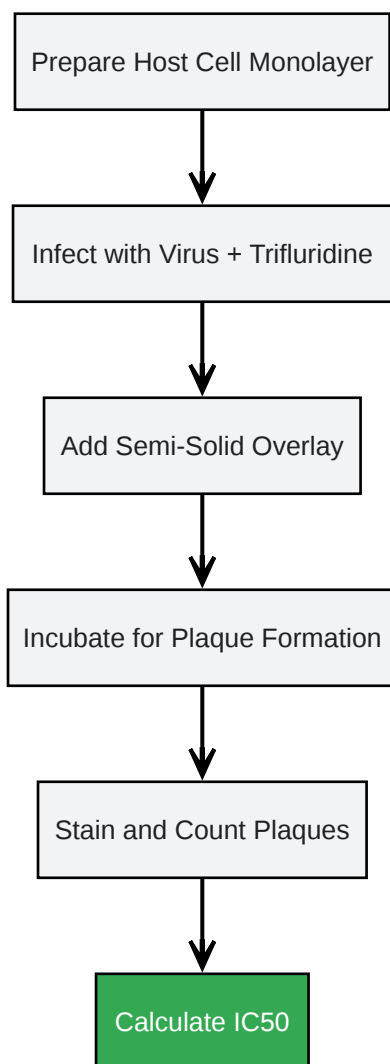 Prepare Host Cell Monolayer
Infect with Virus + Trifluridine
Add Semi-Solid Overlay
Incubate for Plaque Formation
Stain and Count Plaques
Calculate IC50